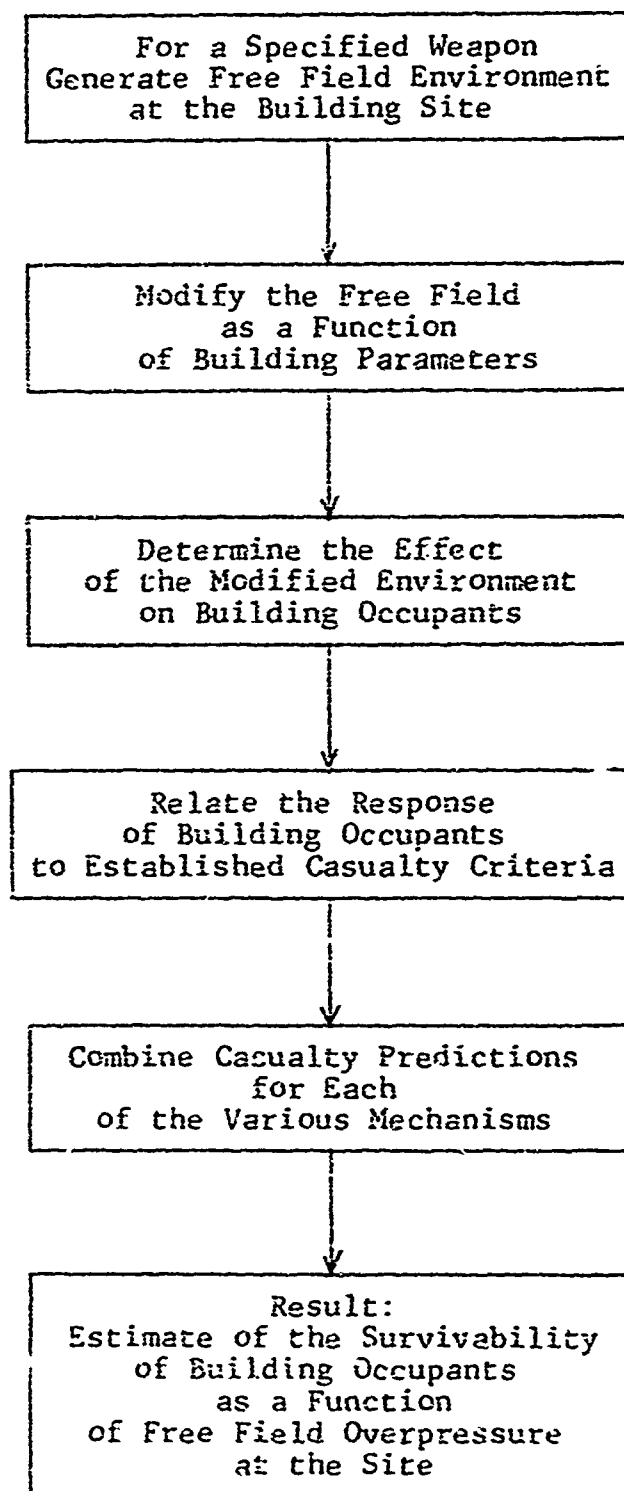 For a Specified Weapon
Generate Free Field Environment
at the Building Site
Modify the Free Field
as a Function
of Building Parameters
Determine the Effect
of the Modified Environment
on Building Occupants
Relate the Response
of Building Occupants
to Established Casualty Criteria
Combine Casualty Predictions
for Each
of the Various Mechanisms
Result:
Estimate of the Survivability
of Building Occupants
as a Function
of Free Field Overpressure
at the Site